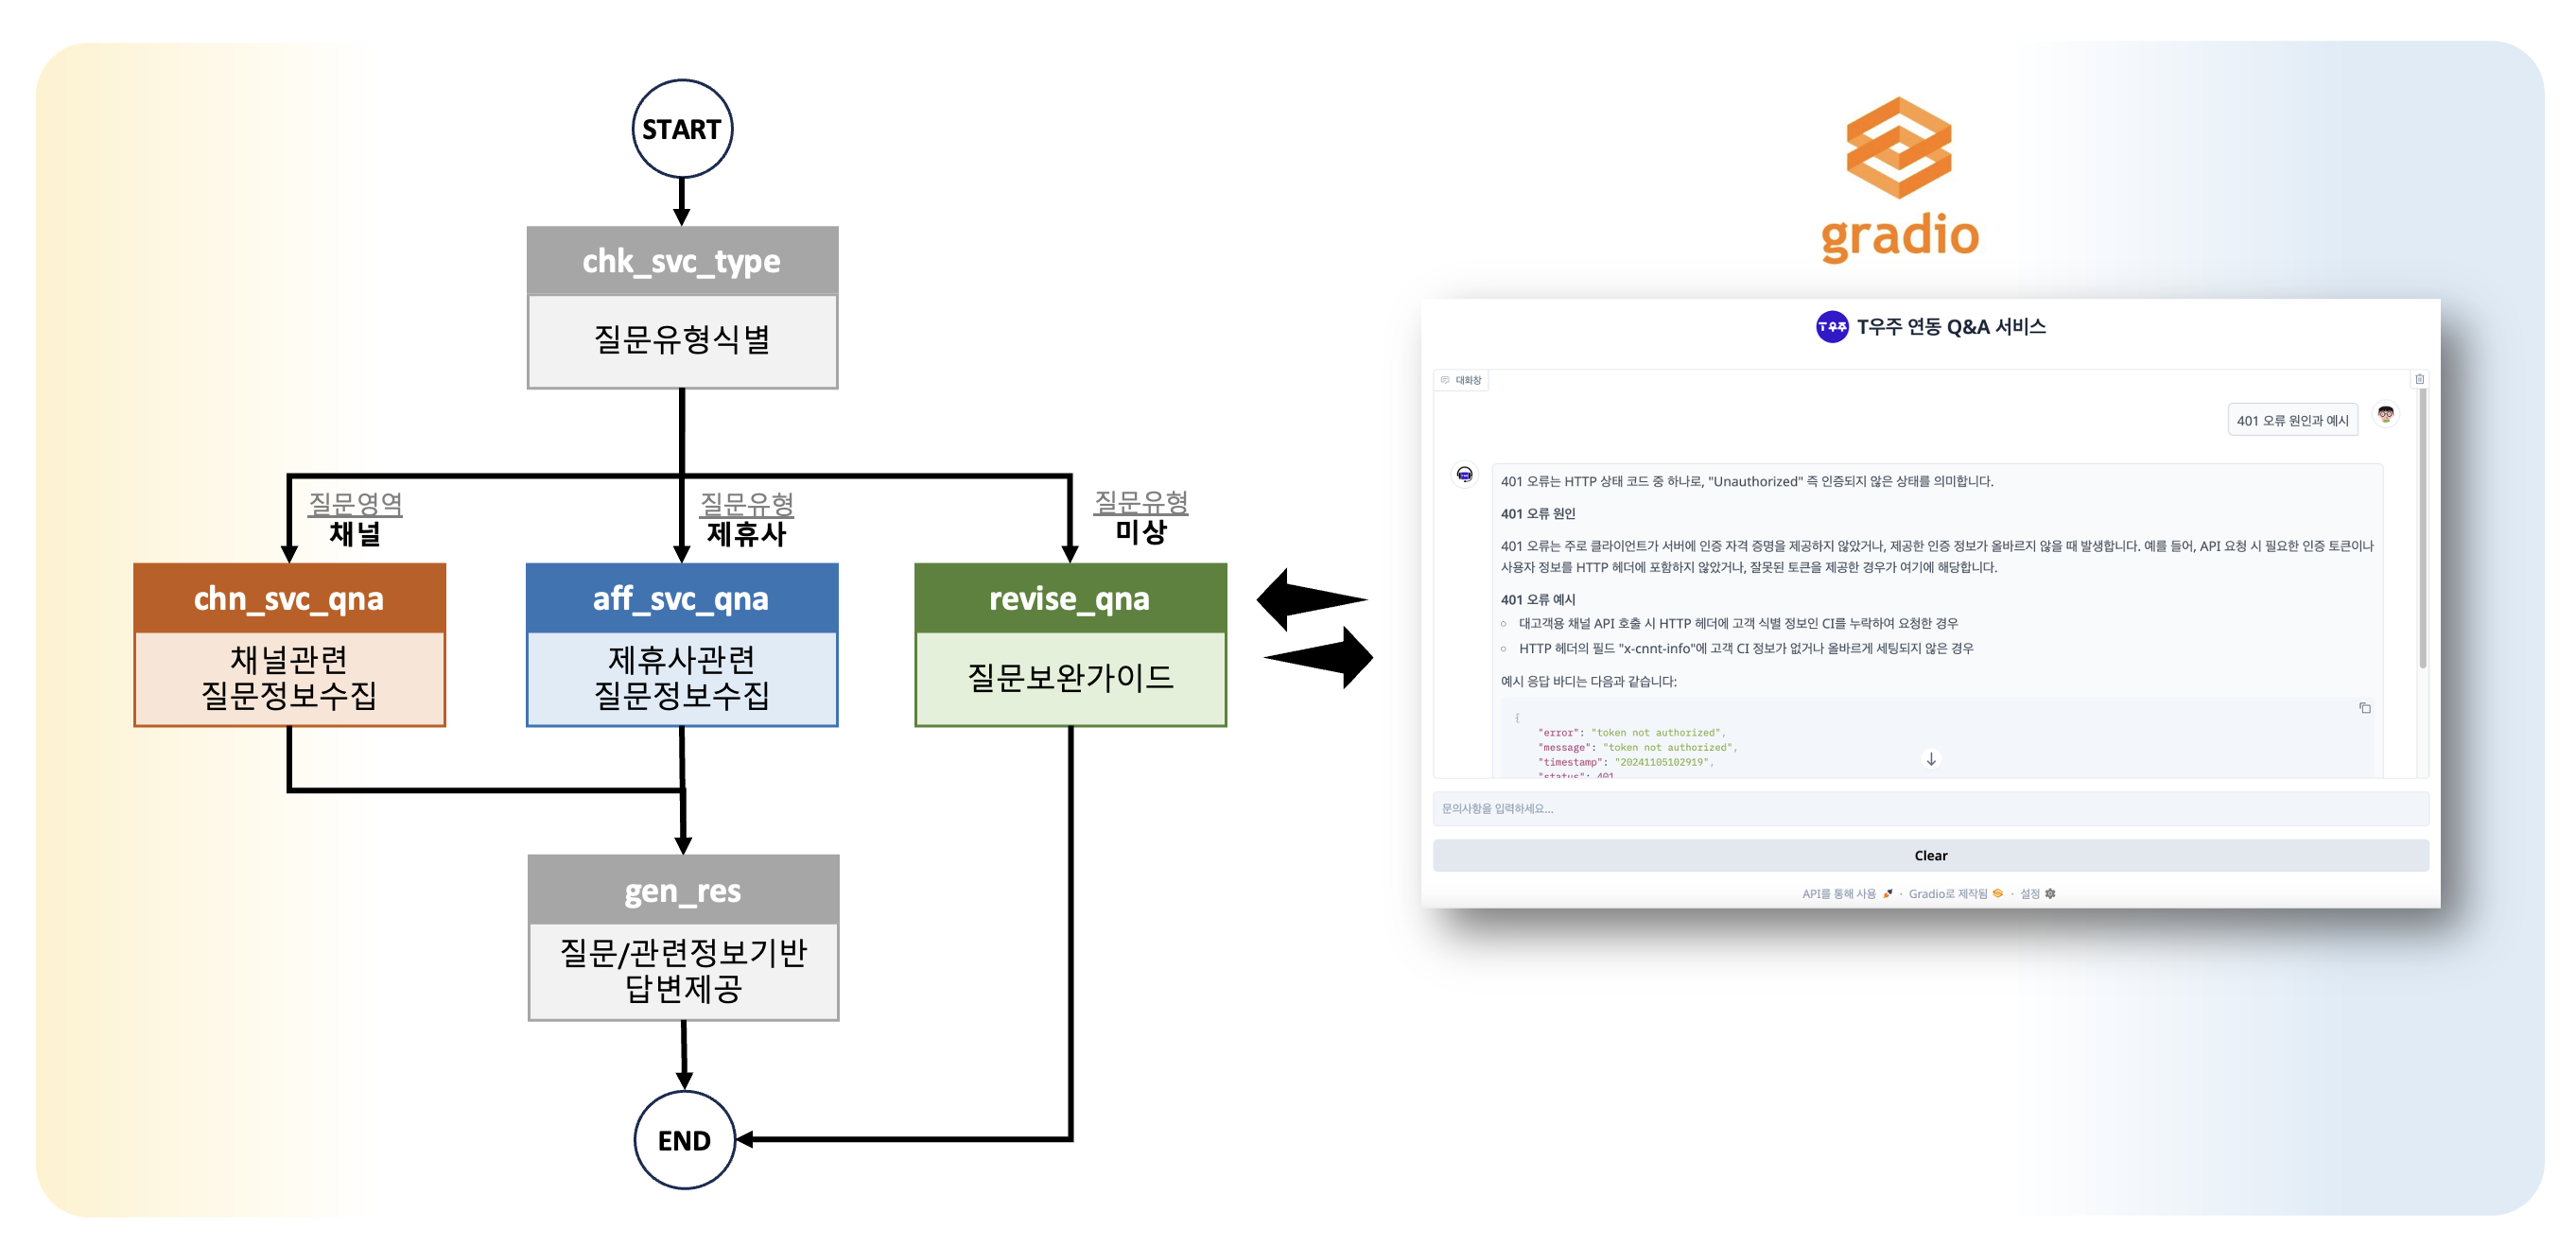 START
chk_svc_type
질문유형식별
질문영역
채널
질문유형
제휴사
질문유형
미상
chn_svc_qna
채널관련
질문정보수집
aff_svc_qna
제휴사관련
질문정보수집
revise_qna
질문보완가이드
gen_res
질문/관련정보기반
답변제공
END
gradio
T우주 T우주 연동 Q&A 서비스
대화창
401 오류 원인과 예시
401 오류는 HTTP 상태 코드 중 하나로, "Unauthorized" 즉 인증되지 않은 상태를 의미합니다.
401 오류 원인
401 오류는 주로 클라이언트가 서버에 인증 자격 증명을 제공하지 않았거나, 제공한 인증 정보가 올바르지 않을 때 발생합니다. 예를 들어, API 요청 시 필요한 인증 토큰이나
사용자 정보를 HTTP 헤더에 포함하지 않았거나, 잘못된 토큰을 제공한 경우가 여기에 해당합니다.
401 오류 예시
대고객용 채널 API 호출 시 HTTP 헤더에 고객 식별 정보인 CI를 누락하여 요청한 경우
HTTP 헤더의 필드 "x-cnnt-info"에 고객 CI 정보가 없거나 올바르게 세팅되지 않은 경우
예시 응답 바디는 다음과 같습니다:
{
"error": "token not authorized",
"message": "token not authorized",
"timestamp": "20241105102919",
"status": 401
문의사항을 입력하세요...
Clear
API를 통해 사용 · Gradio로 제작됨 · 설정